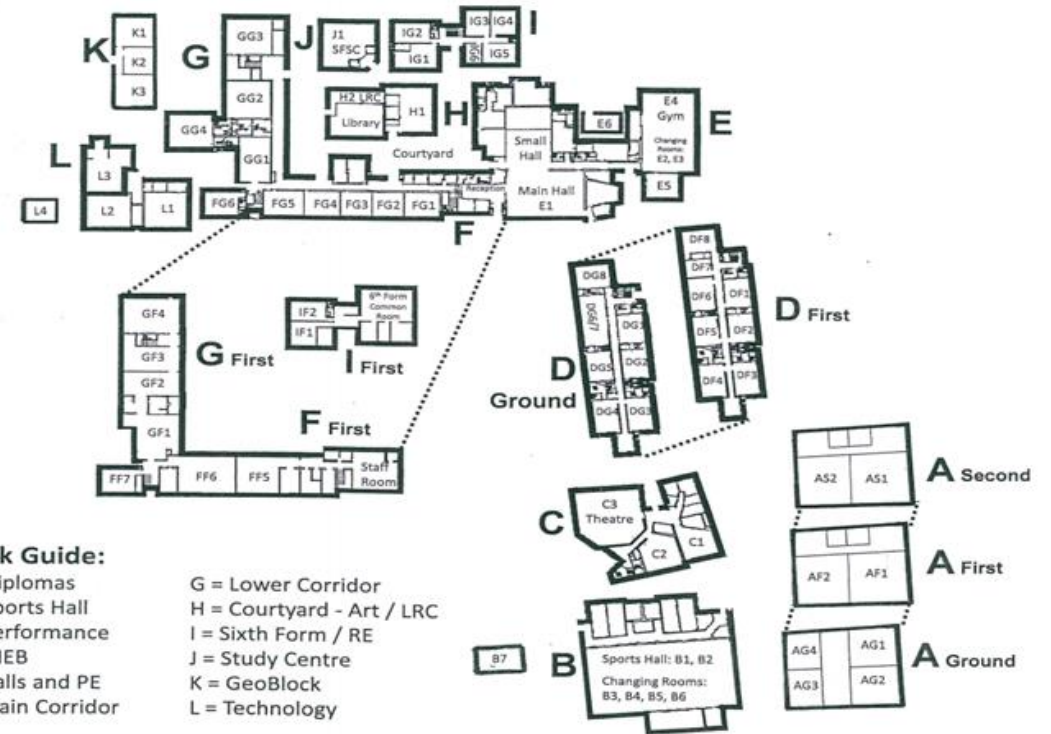 K
K1
K2
K3
G
GG3
GG2
GG4
GG1
J
J1
SFSC
IG2
IG1
IG3 IG4
IG6
IG5
I
H2 LRC
Library
H1
H
Courtyard
Small
Hall
Reception
Main Hall
E1
E6
E4
Gym
Changing
Rooms:
E2, E3
E5
E
L
L3
L2
L1
L4
FG6
FG5
FG4
FG3
FG2
FG1
F
GF4
GF3
GF2
GF1
G First
IF2
IF1
6th Form
Common
Room
I First
F First
FF7
FF6
FF5
Staff
Room
DG8
DG6/7
DG1
DG5
DG2
DG4
DG3
D
Ground
DF8
DF7
DF6
DF1
DF5
DF2
DF4
DF3
D First
C
C3
Theatre
C2
C1
AS2
AS1
A Second
AF2
AF1
A First
AG4
AG1
AG3
AG2
A Ground
B7
B
Sports Hall: B1, B2
Changing Rooms:
B3, B4, B5, B6
k Guide:
iplomas
ports Hall
erformance
IEB
alls and PE
ain Corridor
G = Lower Corridor
H = Courtyard - Art / LRC
I = Sixth Form / RE
J = Study Centre
K = GeoBlock
L = Technology